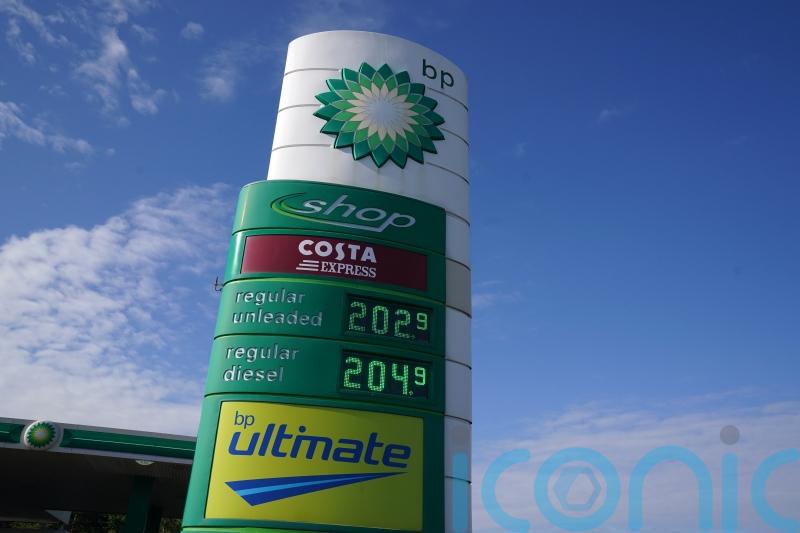 bp
shop
COSTA
EXPRESS
regular
unleaded
202.9
regular
diesel
204.9
bp
ultimate
iconic